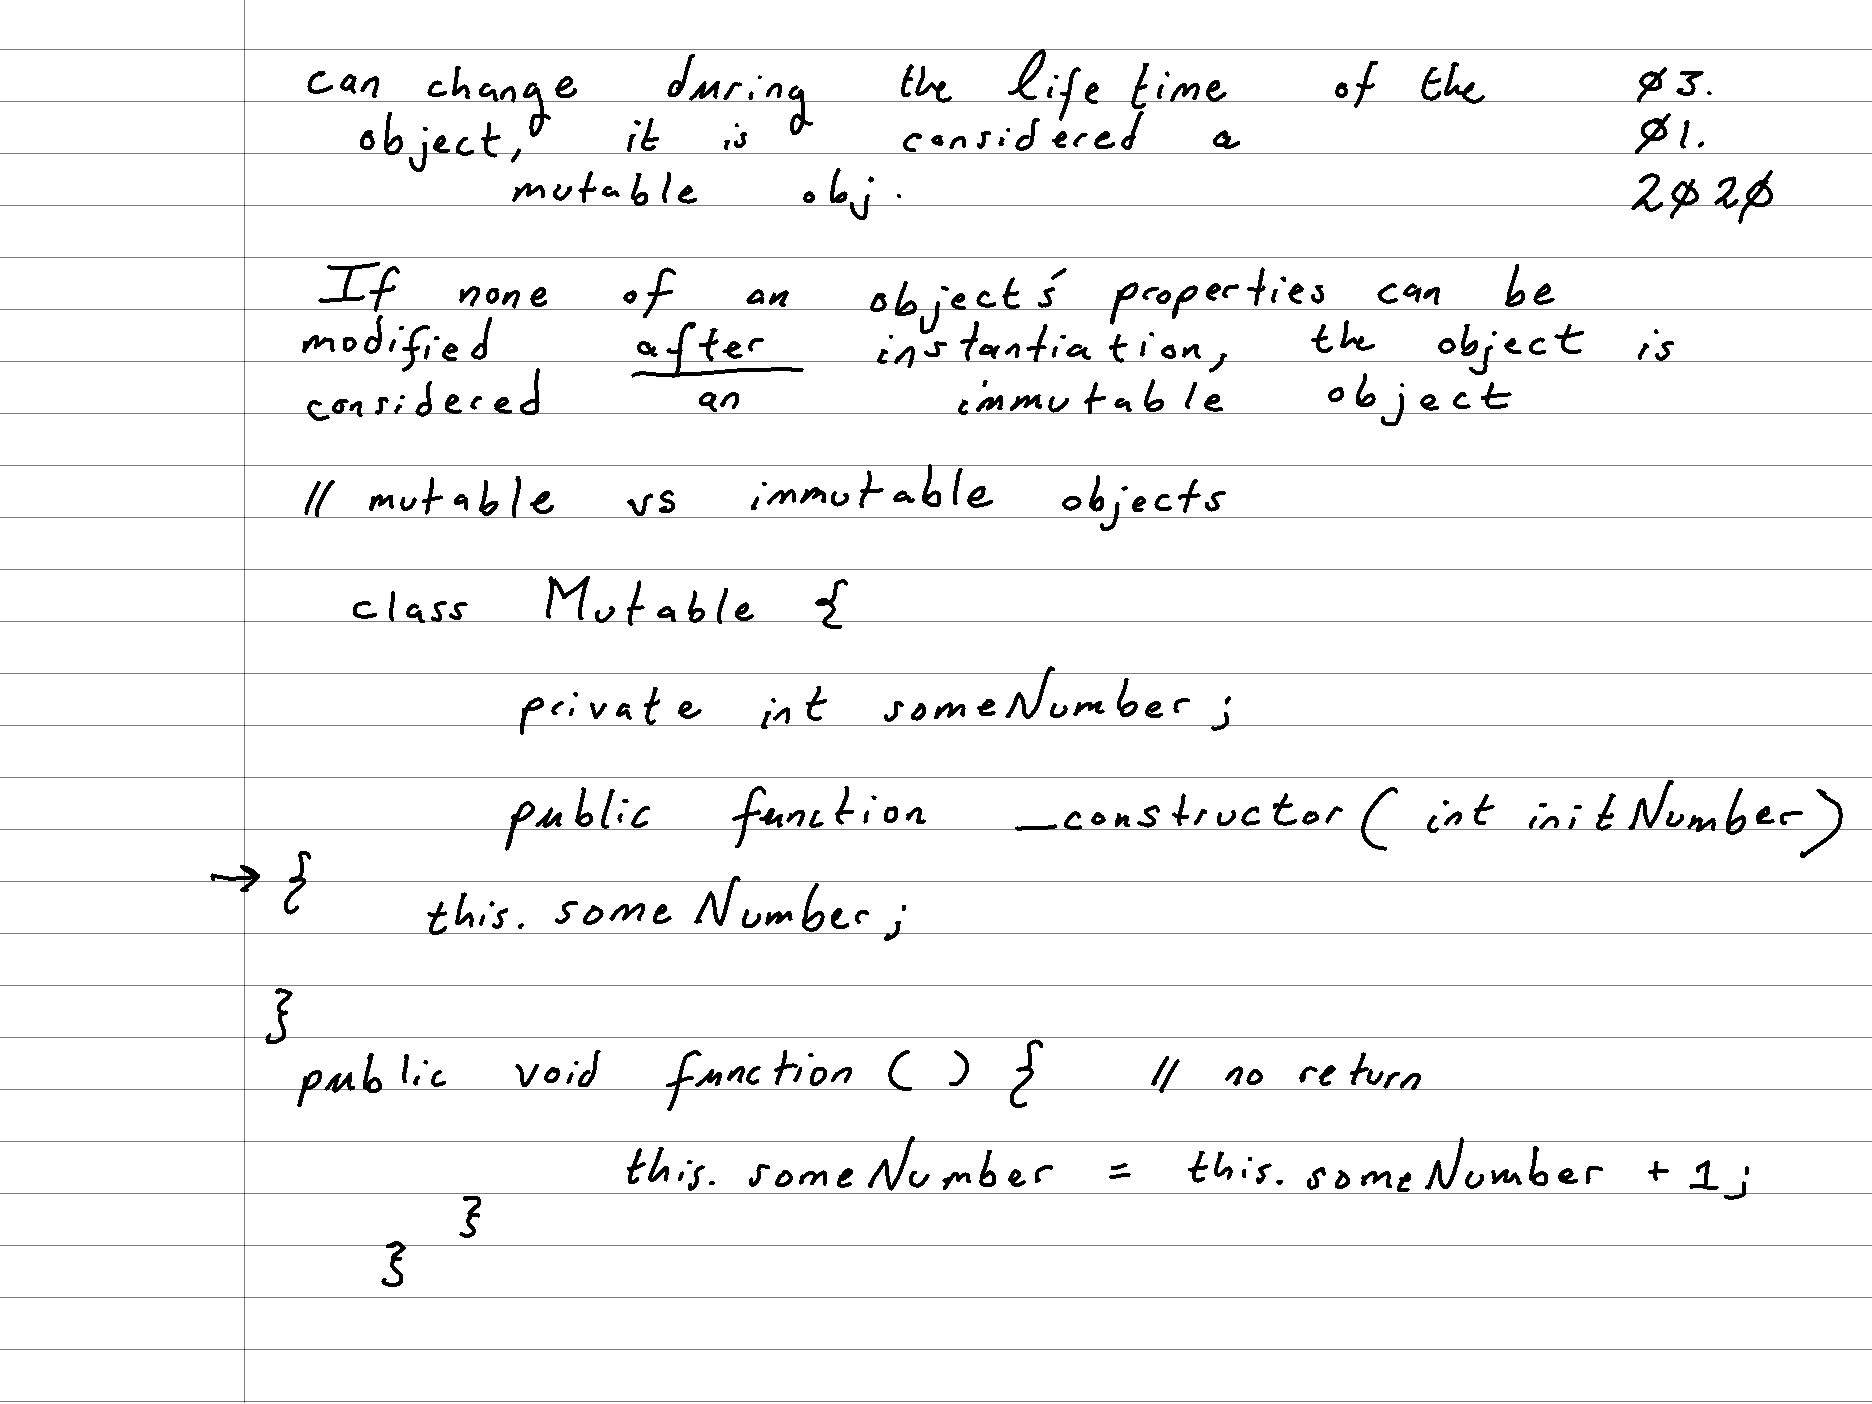 can change during the life time of the ø3.
object, it is considered a ø1.
mutable obj. 2ø2ø
If none of an object's properties can be
modified after instantiation, the object is
considered an immutable object
// mutable vs immutable objects
class Mutable {
private int someNumber;
public function _constructor(int initNumber)
→ {
this.someNumber;
}
public void function() { // no return
this.someNumber = this.someNumber + 1;
}
}